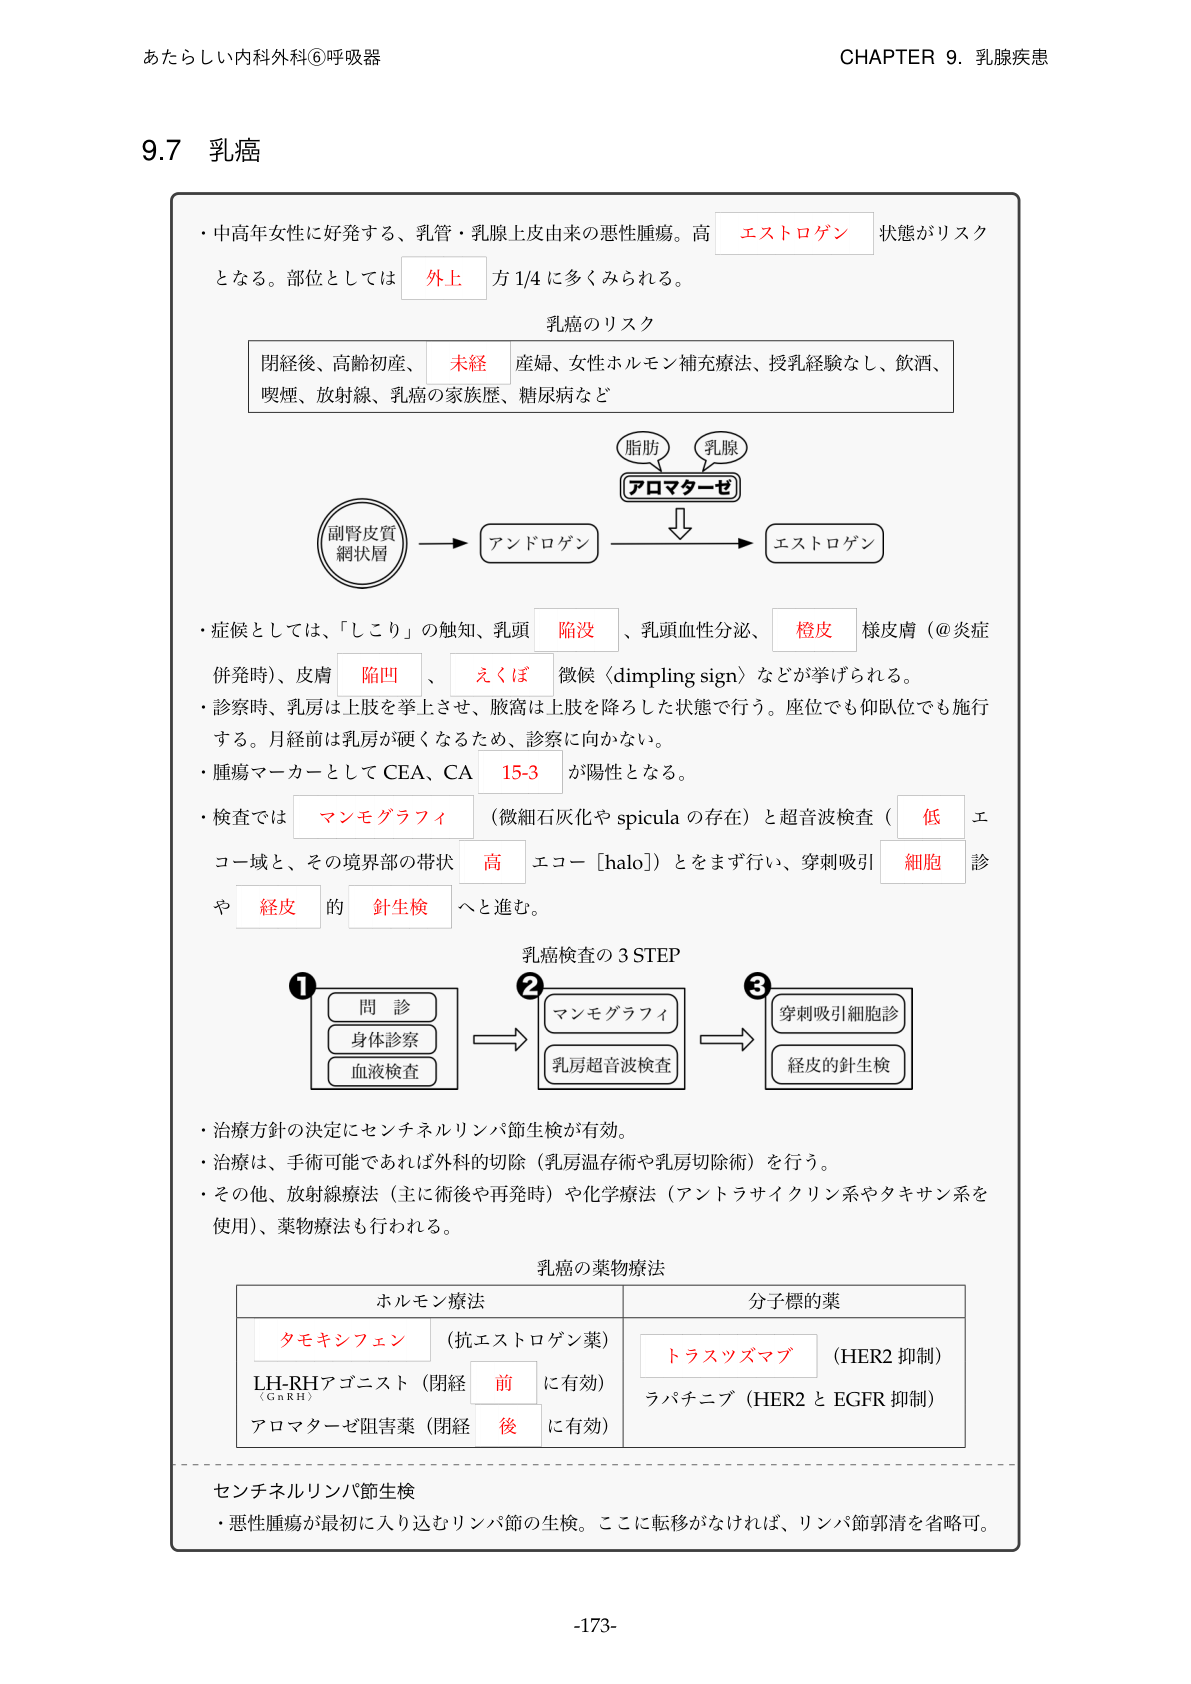 あたらしい内科外科⑥呼吸器
CHAPTER 9. 乳腺疾患
9.7 乳癌
・中高年女性に好発する、乳管・乳腺上皮由来の悪性腫瘍。高 エストロゲン 状態がリスク
となる。部位としては 外上 方 1/4 に多くみられる。
乳癌のリスク
閉経後、高齢初産、 未経 産婦、女性ホルモン補充療法、授乳経験なし、飲酒、
喫煙、放射線、乳癌の家族歴、糖尿病など
脂肪 乳腺
アロマターゼ
副腎皮質
網状層
アンドロゲン
エストロゲン
・症候としては、「しこり」の触知、乳頭 陥没 、乳頭血性分泌、 橙皮 様皮膚（@炎症
併発時）、皮膚 陥凹 、 えくぼ 徴候〈dimpling sign〉などが挙げられる。
・診察時、乳房は上肢を挙上させ、腋窩は上肢を降ろした状態で行う。座位でも仰臥位でも施行
する。月経前は乳房が硬くなるため、診察に向かない。
・腫瘍マーカーとして CEA、CA 15-3 が陽性となる。
・検査では マンモグラフィ （微細石灰化や spicula の存在）と超音波検査（ 低 エ
コー域と、その境界部の帯状 高 エコー［halo］）とをまず行い、穿刺吸引 細胞 診
や 経皮 的 針生検 へと進む。
乳癌検査の 3 STEP
❶
問 診
身体診察
血液検査
❷
マンモグラフィ
乳房超音波検査
❸
穿刺吸引細胞診
経皮的針生検
・治療方針の決定にセンチネルリンパ節生検が有効。
・治療は、手術可能であれば外科的切除（乳房温存術や乳房切除術）を行う。
・その他、放射線療法（主に術後や再発時）や化学療法（アントラサイクリン系やタキサン系を
使用）、薬物療法も行われる。
乳癌の薬物療法
ホルモン療法 分子標的薬
タモキシフェン （抗エストロゲン薬）
LH-RHアゴニスト（閉経 前 に有効）
〈GnRH〉
アロマターゼ阻害薬（閉経 後 に有効）
トラスツズマブ （HER2 抑制）
ラパチニブ（HER2 と EGFR 抑制）
センチネルリンパ節生検
・悪性腫瘍が最初に入り込むリンパ節の生検。ここに転移がなければ、リンパ節郭清を省略可。
-173-